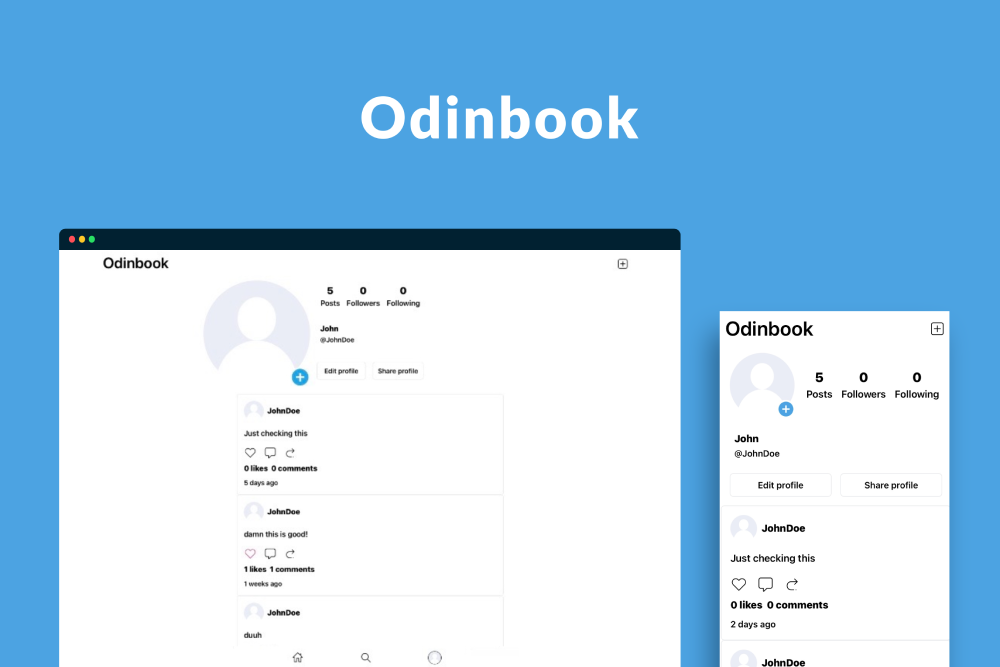 Odinbook
Odinbook
5 0 0
Posts Followers Following
John
@JohnDoe
Edit profile Share profile
JohnDoe
Just checking this
0 likes 0 comments
5 days ago
JohnDoe
damn this is good!
1 likes 1 comments
1 weeks ago
JohnDoe
duuh
Odinbook
5 0 0
Posts Followers Following
John
@JohnDoe
Edit profile Share profile
JohnDoe
Just checking this
0 likes 0 comments
2 days ago
JohnDoe